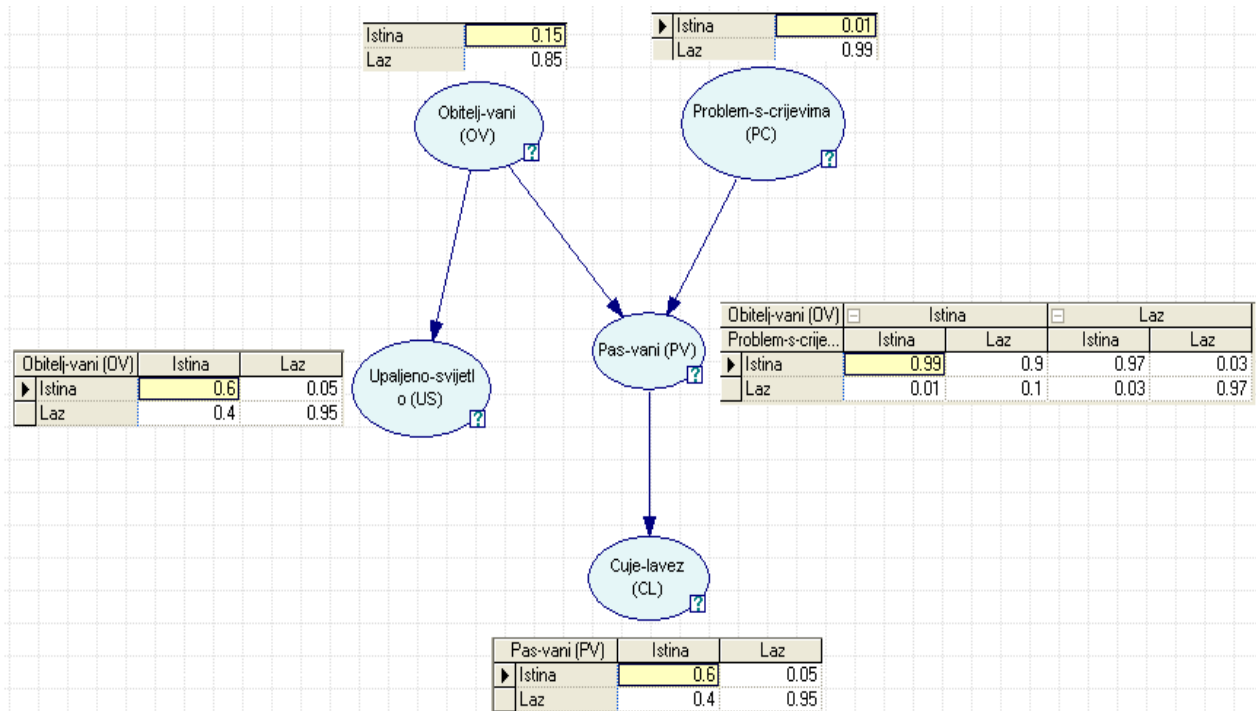 Istina 0.15
Laz 0.85
Istina 0.01
Laz 0.99
Obitelj-vani
(OV)
?
Problem-s-crijevima
(PC)
?
Obitelj-vani (OV) Istina Laz
Problem-s-crije... Istina Laz Istina Laz
Istina 0.99 0.9 0.97 0.03
Laz 0.01 0.1 0.03 0.97
Pas-vani (PV)
?
Obitelj-vani (OV) Istina Laz
Istina 0.6 0.05
Laz 0.4 0.95
Upaljeno-svijetl
o (US)
?
Cuje-lavez
(CL)
?
Pas-vani (PV) Istina Laz
Istina 0.6 0.05
Laz 0.4 0.95